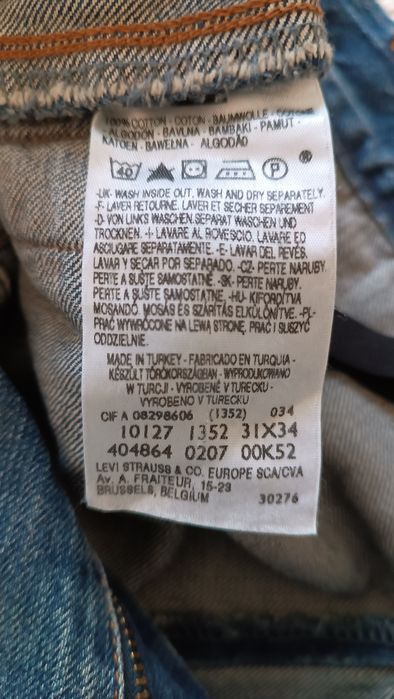 100% COTTON - COTON - BAUMWOLLE - COTONE
- ALGODÓN - BAVLNA - BAMBAKI - PAMUT -
KATOEN - BAWEŁNA - ALGODÃO
40 P ®
-UK- WASH INSIDE OUT. WASH AND DRY SEPARATELY.
-F- LAVER RETOURNE. LAVER ET SECHER SEPAREMENT
-D- VON LINKS WASCHEN.SEPARAT WASCHEN UND
TROCKNEN. -I- LAVARE AL ROVESCIO. LAVARE ED
ASCIUGARE SEPARATAMENTE. -E- LAVAR DEL REVÉS.
LAVAR Y SECAR POR SEPARADO. -CZ- PERTE NARUBY.
PERTE A SUŠTE SAMOSTATNE. -SK- PERTE NARUBY.
PERTE A SUŠTE SAMOSTATNE. -HU- KIFORDÍTVA
MOSANDÓ. MOSÁS ÉS SZÁRÍTÁS ELKÜLÖNÍTVE. -PL-
PRAĆ WYWRÓCONE NA LEWĄ STRONĘ, PRAĆ I SUSZYĆ
ODDZIELNIE.
MADE IN TURKEY - FABRICADO EN TURQUIA -
KÉSZÜLT TÖRÖKORSZÁGBAN - WYPRODUKOWANO
W TURCJI - VYROBENÉ V TURECKU -
VYROBENO V TURECKU
CIF A 08298606 (1352) 034
10127 1352 31X34
404864 0207 00K52
LEVI STRAUSS & CO. EUROPE SCA/CVA
Av. A. FRAITEUR, 15-23
BRUSSELS, BELGIUM 30276